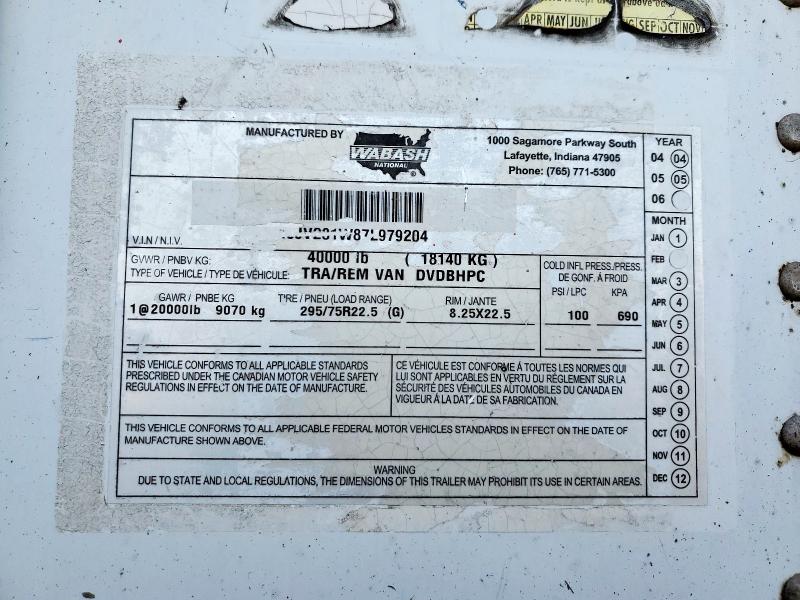 APR MAY JUN
SEP OCT NOV
MANUFACTURED BY
WABASH
NATIONAL ®
1000 Sagamore Parkway South
Lafayette, Indiana 47905
Phone: (765) 771-5300
V.I.N / N.I.V.
W87L979204
GVWR / PNBV KG: 40000 lb ( 18140 KG )
TYPE OF VEHICLE / TYPE DE VÉHICULE: TRA/REM VAN DVDBHPC
GAWR / PNBE KG TIRE / PNEU (LOAD RANGE) RIM / JANTE
1@20000lb 9070 kg 295/75R22.5 (G) 8.25X22.5
COLD INFL PRESS./PRESS.
DE GONF. À FROID
PSI / LPC KPA
100 690
THIS VEHICLE CONFORMS TO ALL APPLICABLE STANDARDS
PRESCRIBED UNDER THE CANADIAN MOTOR VEHICLE SAFETY
REGULATIONS IN EFFECT ON THE DATE OF MANUFACTURE.
CE VÉHICULE EST CONFORME À TOUTES LES NORMES QUI
LUI SONT APPLICABLES EN VERTU DU RÈGLEMENT SUR LA
SÉCURITÉ DES VÉHICULES AUTOMOBILES DU CANADA EN
VIGUEUR À LA DATE DE SA FABRICATION.
THIS VEHICLE CONFORMS TO ALL APPLICABLE FEDERAL MOTOR VEHICLES STANDARDS IN EFFECT ON THE DATE OF
MANUFACTURE SHOWN ABOVE.
WARNING
DUE TO STATE AND LOCAL REGULATIONS, THE DIMENSIONS OF THIS TRAILER MAY PROHIBIT ITS USE IN CERTAIN AREAS.
YEAR
04 04
05 05
06
MONTH
JAN 1
FEB
MAR 3
APR 4
MAY 5
JUN 6
JUL 7
AUG 8
SEP 9
OCT 10
NOV 11
DEC 12